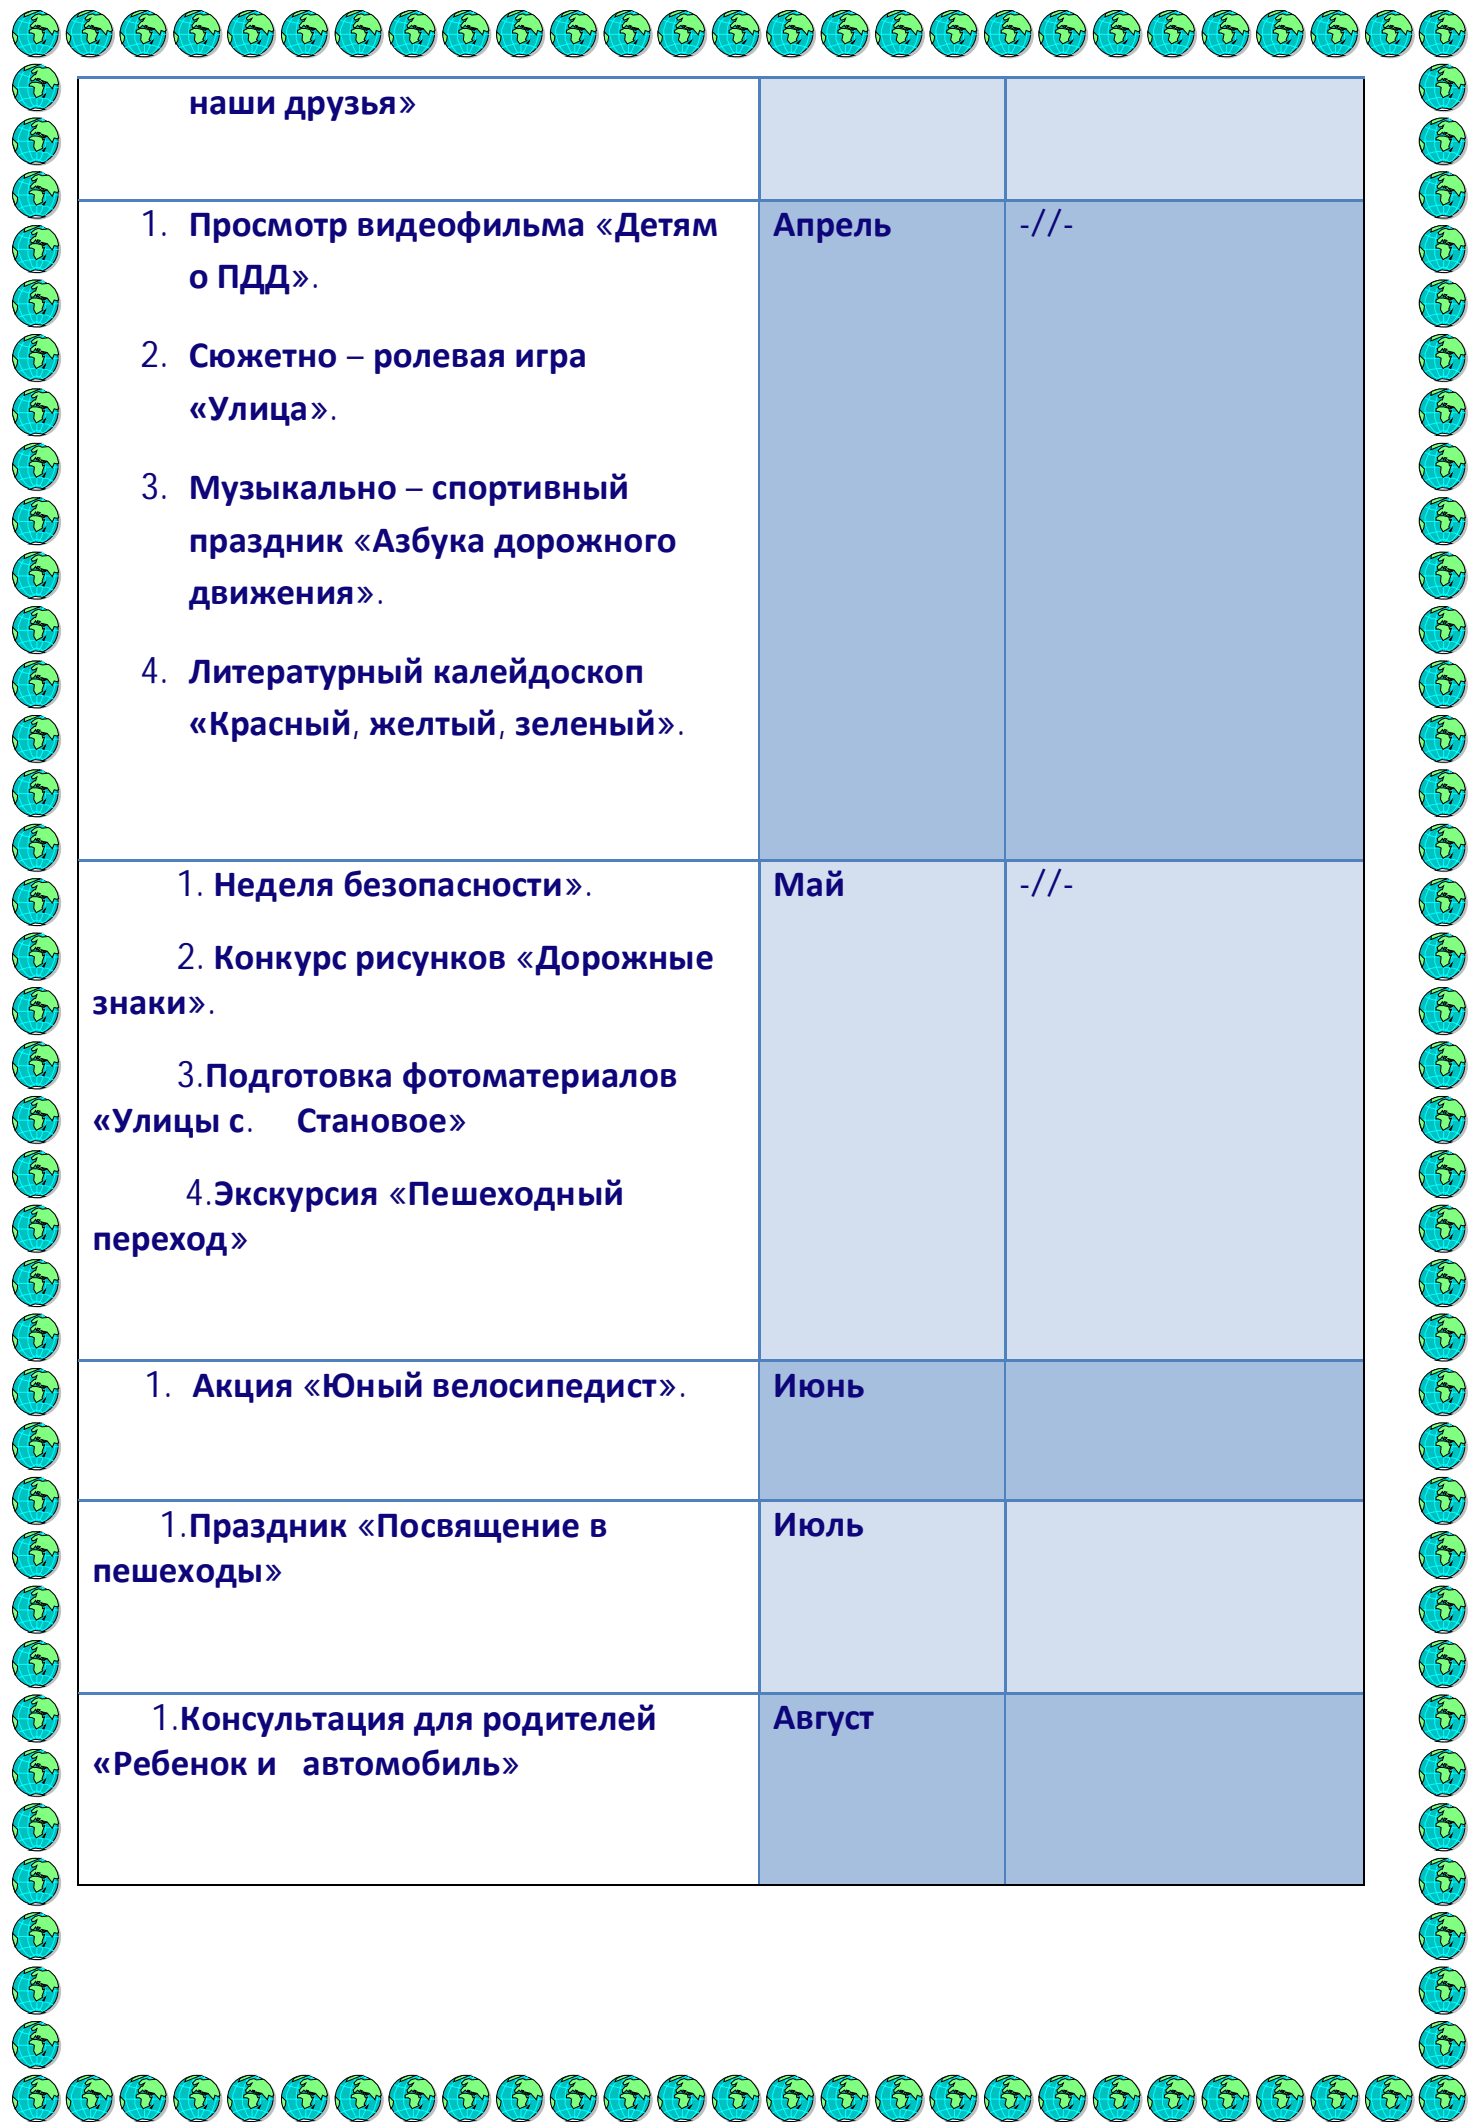 наши друзья»
1. Просмотр видеофильма «Детям
о ПДД».
2. Сюжетно – ролевая игра
«Улица».
3. Музыкально – спортивный
праздник «Азбука дорожного
движения».
4. Литературный калейдоскоп
«Красный, желтый, зеленый».
Апрель
-//-
1. Неделя безопасности».
2. Конкурс рисунков «Дорожные
знаки».
3.Подготовка фотоматериалов
«Улицы с. Становое»
4.Экскурсия «Пешеходный
переход»
Май
-//-
1. Акция «Юный велосипедист».
Июнь
1.Праздник «Посвящение в
пешеходы»
Июль
1.Консультация для родителей
«Ребенок и автомобиль»
Август